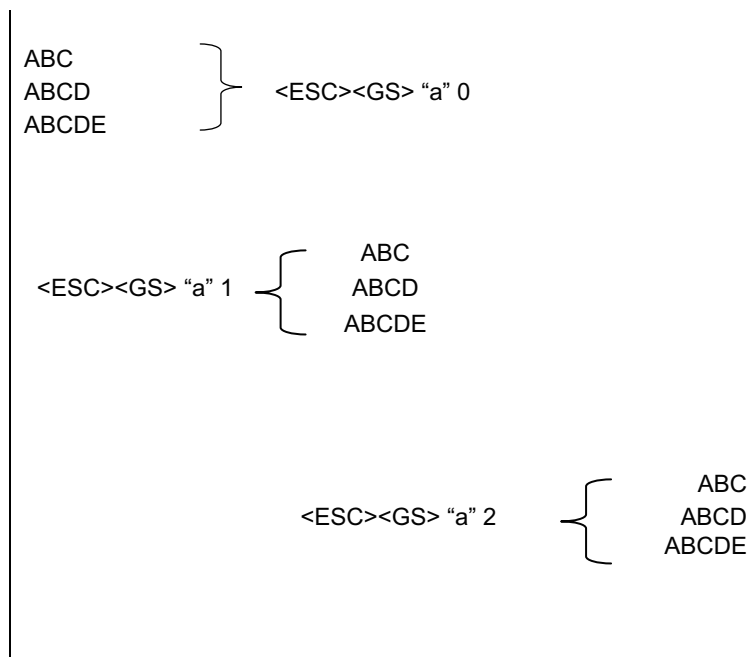 ABC
ABCD
ABCDE
<ESC><GS> “a” 0
<ESC><GS> “a” 1
ABC
ABCD
ABCDE
<ESC><GS> “a” 2
ABC
ABCD
ABCDE